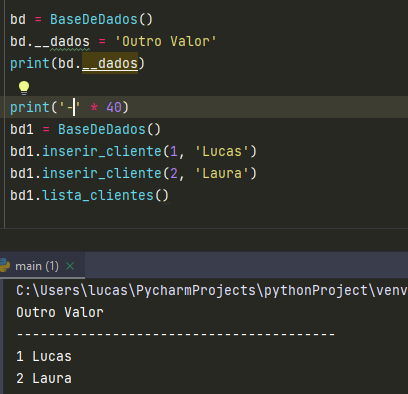 bd = BaseDeDados()
bd.__dados = 'Outro Valor'
print(bd.__dados)
print('-' * 40)
bd1 = BaseDeDados()
bd1.inserir_cliente(1, 'Lucas')
bd1.inserir_cliente(2, 'Laura')
bd1.lista_clientes()
main (1) ×
C:\Users\lucas\PycharmProjects\pythonProject\venv
Outro Valor
----------------------------------------
1 Lucas
2 Laura